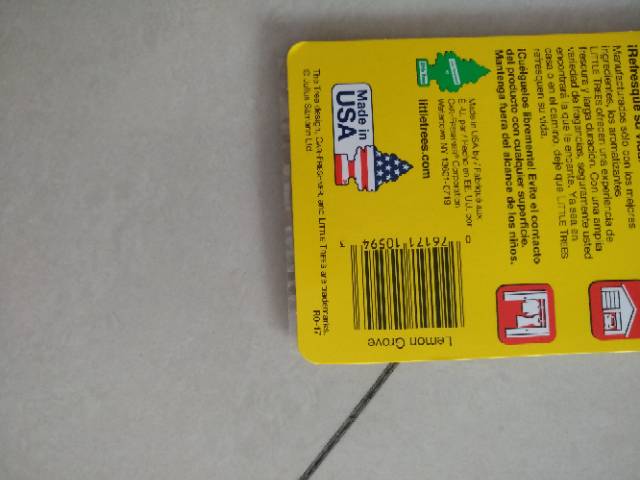 ¡Refresque su
Manufacturados sólo con los mejores
ingredientes, los aromatizantes
LITTLE TREES ofrecen una experiencia de
frescura y larga duración. Con una amplia
variedad de fragancias, seguramente usted
encontrará la que le encante. Ya sea en
casa o en el camino, deje que LITTLE TREES
refresquen su vida.
¡Cuélguelos libremente! Evite el contacto
del producto con cualquier superficie.
Mantenga fuera del alcance de los niños.
Made in USA by / Fabriqué aux
É.-U. par / Hecho en EE. UU. por
CAR-FRESHNER Corporation
Watertown NY 13601-0719
littletrees.com
Made in
USA
The Tree design, CAR-FRESHNER, and LITTLE TREES are trademarks.
© Julius Sämann Ltd.
R0-17
0 76171 10594 3
Lemon Grove